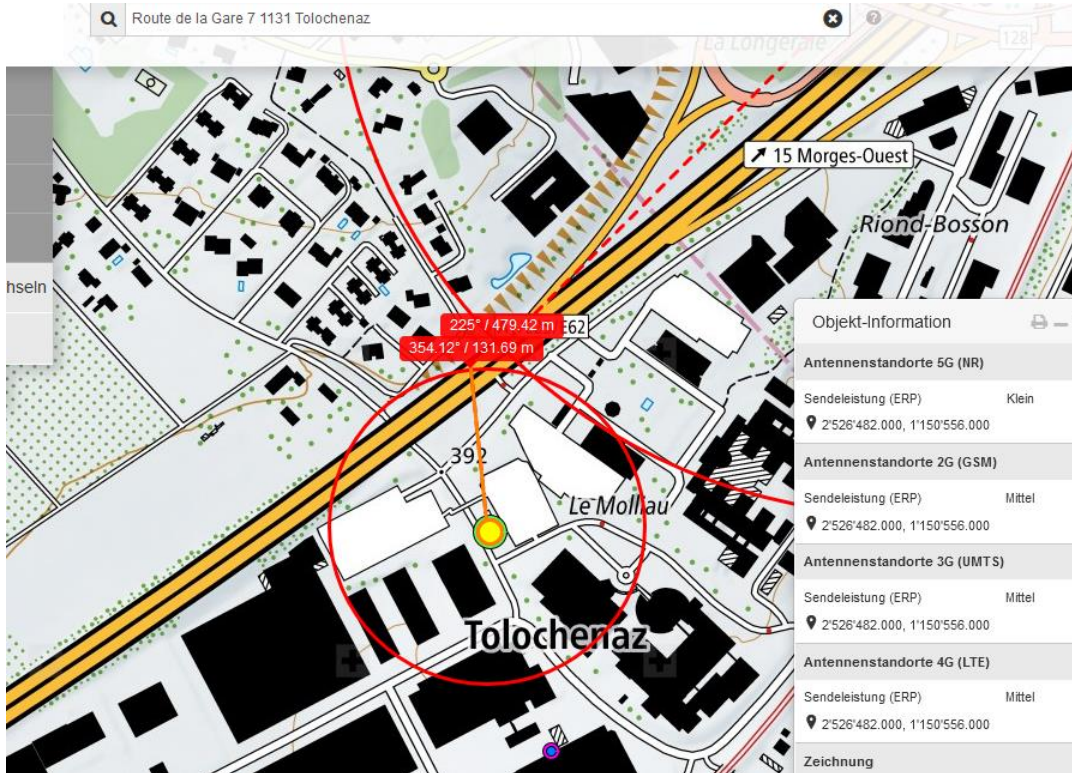 Route de la Gare 7 1131 Tolochenaz
La Longeraie
128
15 Morges-Ouest
Riond-Bosson
hseln
225° / 479.42 m
E62
354.12° / 131.69 m
392
Le Molliau
Tolochenaz
Objekt-Information
Antennenstandorte 5G (NR)
Sendeleistung (ERP) Klein
2'526'482.000, 1'150'556.000
Antennenstandorte 2G (GSM)
Sendeleistung (ERP) Mittel
2'526'482.000, 1'150'556.000
Antennenstandorte 3G (UMTS)
Sendeleistung (ERP) Mittel
2'526'482.000, 1'150'556.000
Antennenstandorte 4G (LTE)
Sendeleistung (ERP) Mittel
2'526'482.000, 1'150'556.000
Zeichnung